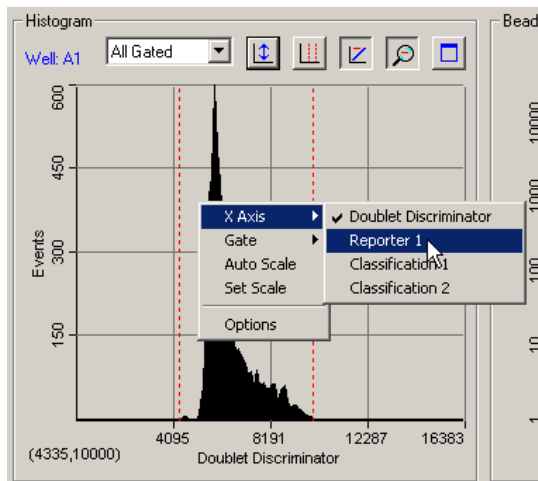 Histogram
Bead
Well: A1
All Gated
600
450
300
150
Events
X Axis
Gate
Auto Scale
Set Scale
Options
Doublet Discriminator
Reporter 1
Classification 1
Classification 2
4095 8191 12287 16383
(4335,10000)
Doublet Discriminator
10000
1000
100
10
1